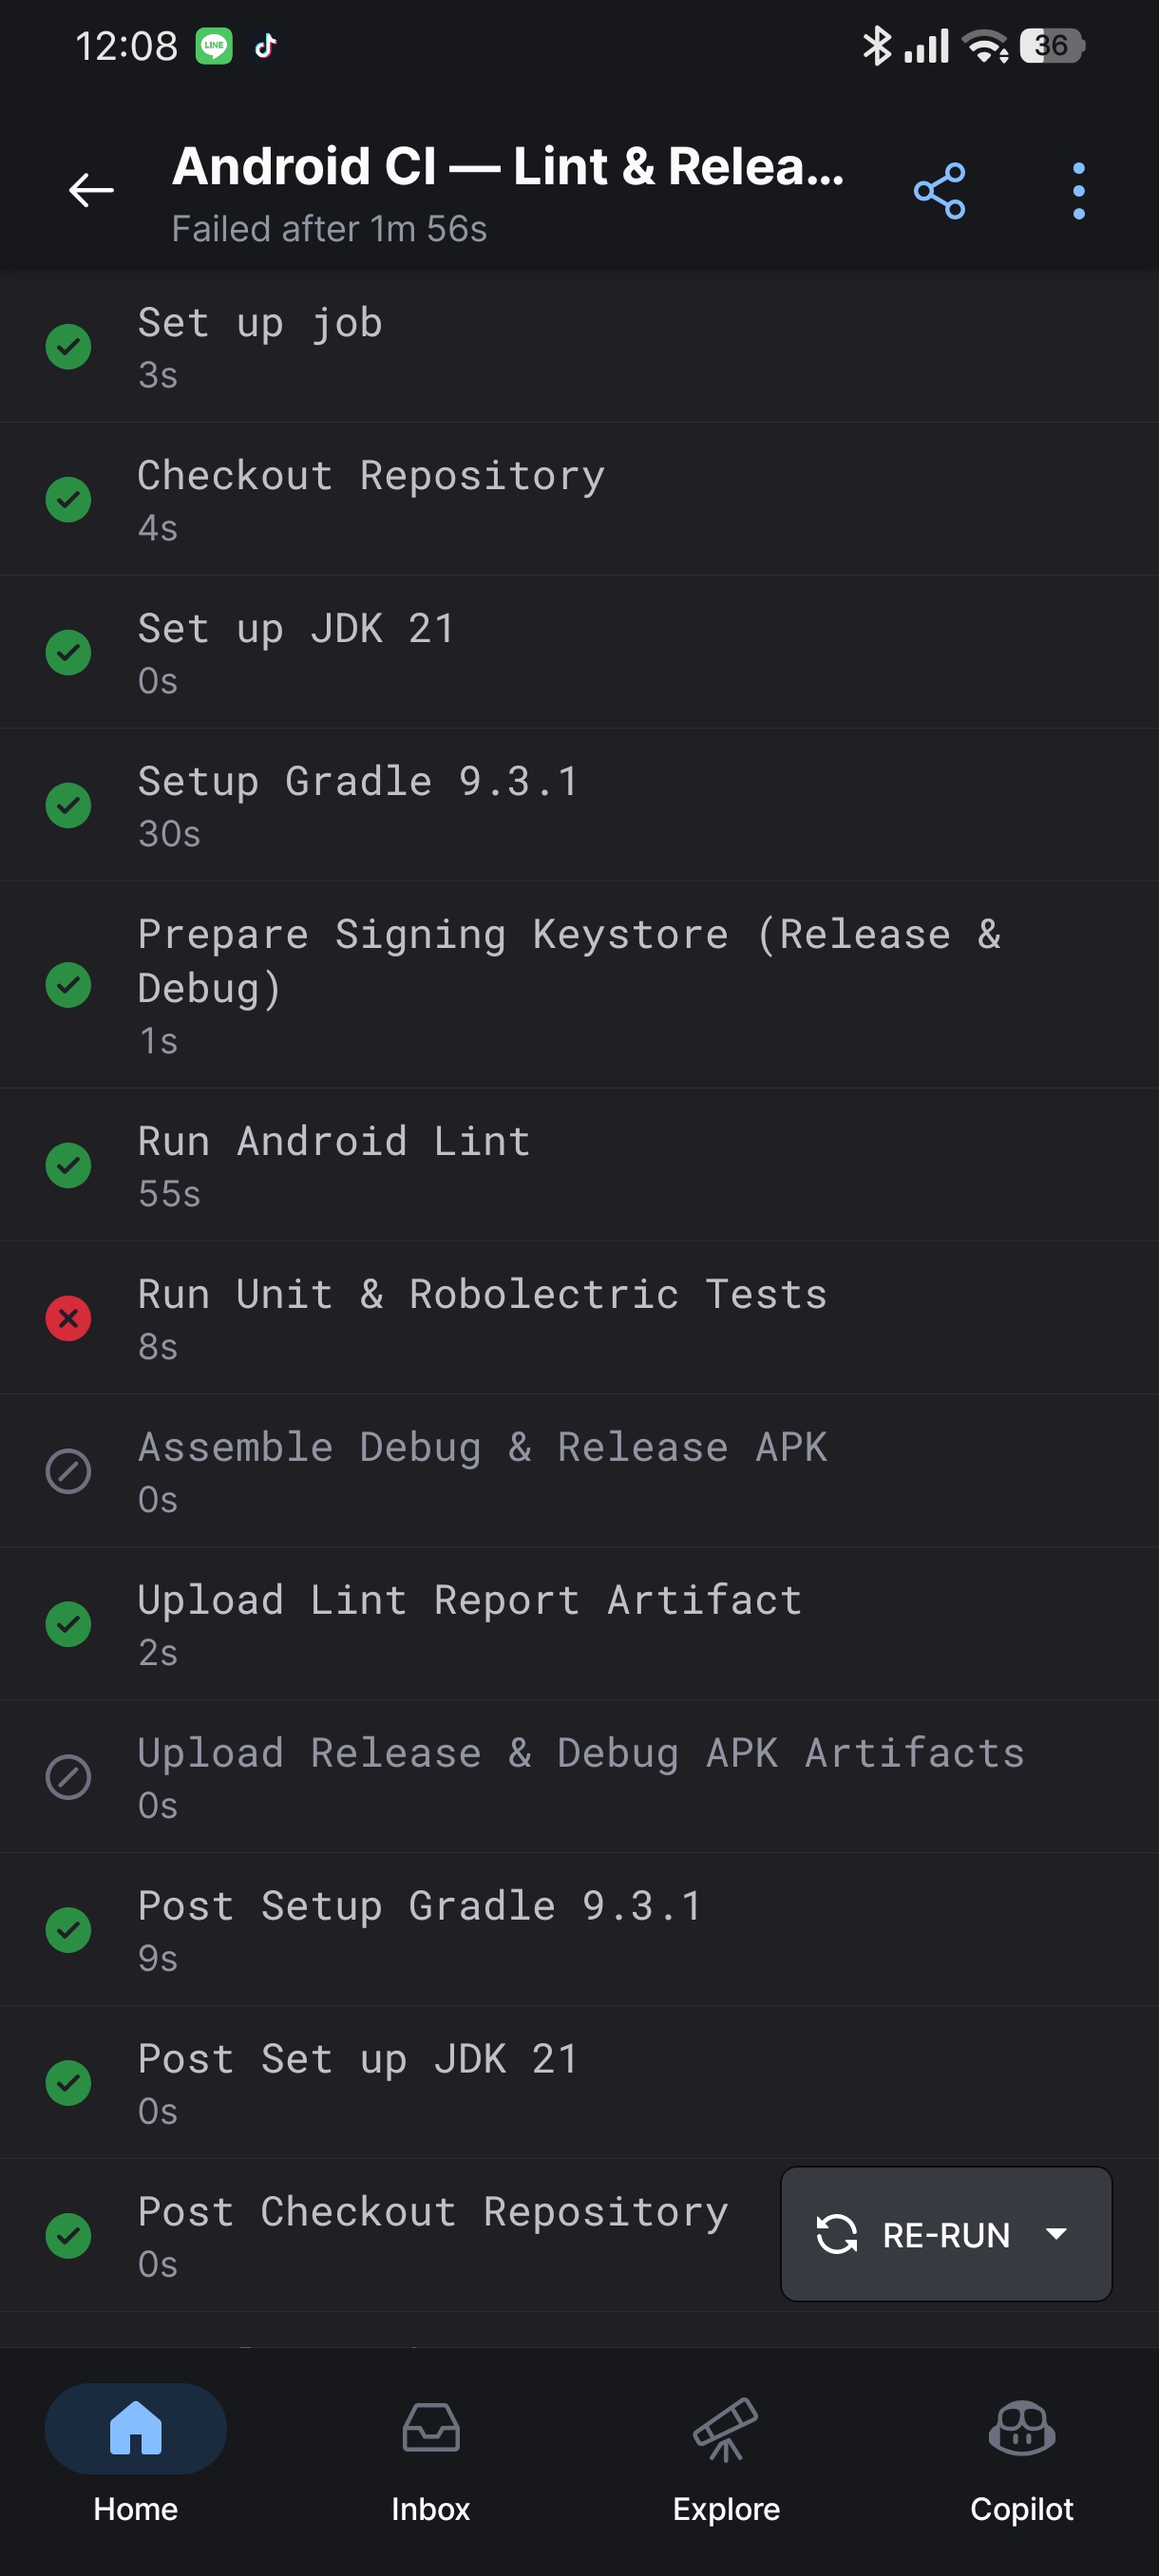 12:08
LINE
36
Android CI — Lint & Relea...
Failed after 1m 56s
Set up job
3s
Checkout Repository
4s
Set up JDK 21
0s
Setup Gradle 9.3.1
30s
Prepare Signing Keystore (Release &
Debug)
1s
Run Android Lint
55s
Run Unit & Robolectric Tests
8s
Assemble Debug & Release APK
0s
Upload Lint Report Artifact
2s
Upload Release & Debug APK Artifacts
0s
Post Setup Gradle 9.3.1
9s
Post Set up JDK 21
0s
Post Checkout Repository
0s
RE-RUN
Home
Inbox
Explore
Copilot